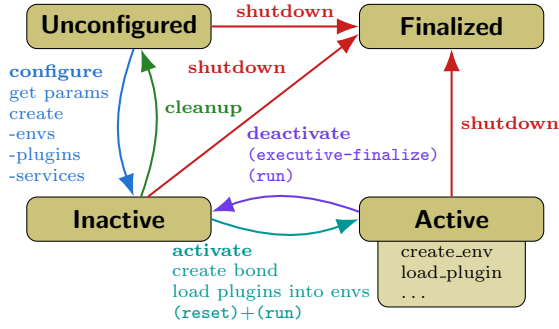 Unconfigured
shutdown
Finalized
configure
get params
create
-envs
-plugins
-services
cleanup
shutdown
deactivate
(executive-finalize)
(run)
shutdown
Inactive
Active
activate
create bond
load plugins into envs
(reset)+(run)
create_env
load_plugin
...